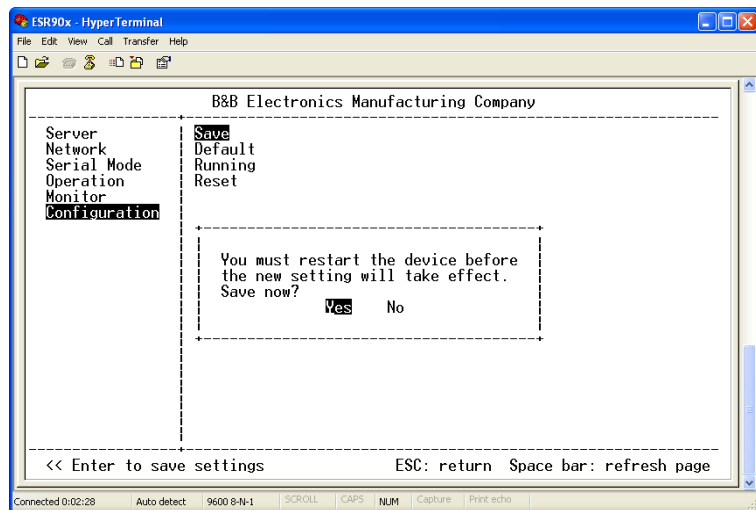 ESR90x - HyperTerminal
File Edit View Call Transfer Help
B&B Electronics Manufacturing Company
Server
Network
Serial Mode
Operation
Monitor
Configuration
Save
Default
Running
Reset
You must restart the device before
the new setting will take effect.
Save now?
Yes No
<< Enter to save settings ESC: return Space bar: refresh page
Connected 0:02:28 Auto detect 9600 8-N-1 SCROLL CAPS NUM Capture Print echo